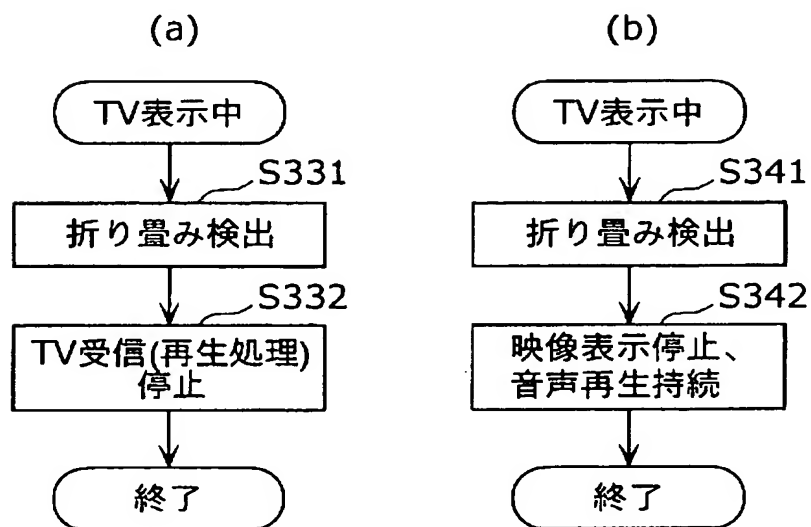 (a)
TV表示中
S331
折り畳み検出
S332
TV受信(再生処理)
停止
終了
(b)
TV表示中
S341
折り畳み検出
S342
映像表示停止、
音声再生持続
終了